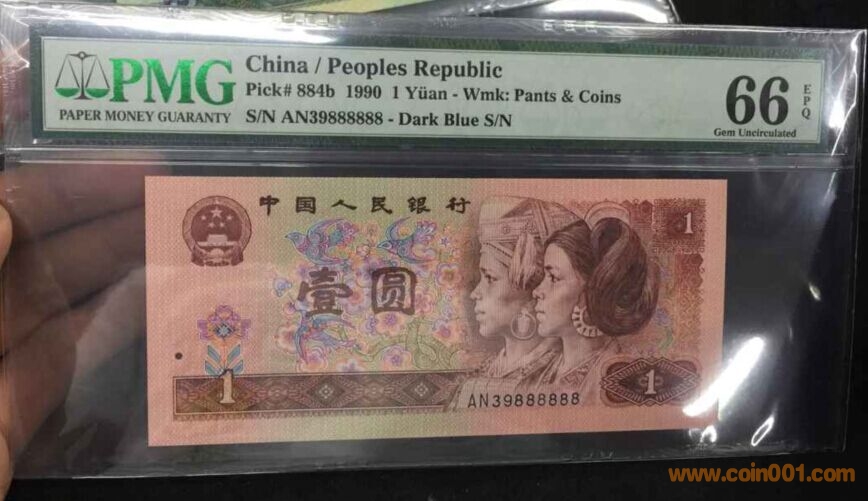 PMG
PAPER MONEY GUARANTY
China / Peoples Republic
Pick# 884b 1990 1 Yüan - Wmk: Pants & Coins
S/N AN39888888 - Dark Blue S/N
66 EPQ
Gem Uncirculated
中国人民银行
1
壹圆
1
AN39888888
1
www.coin001.com